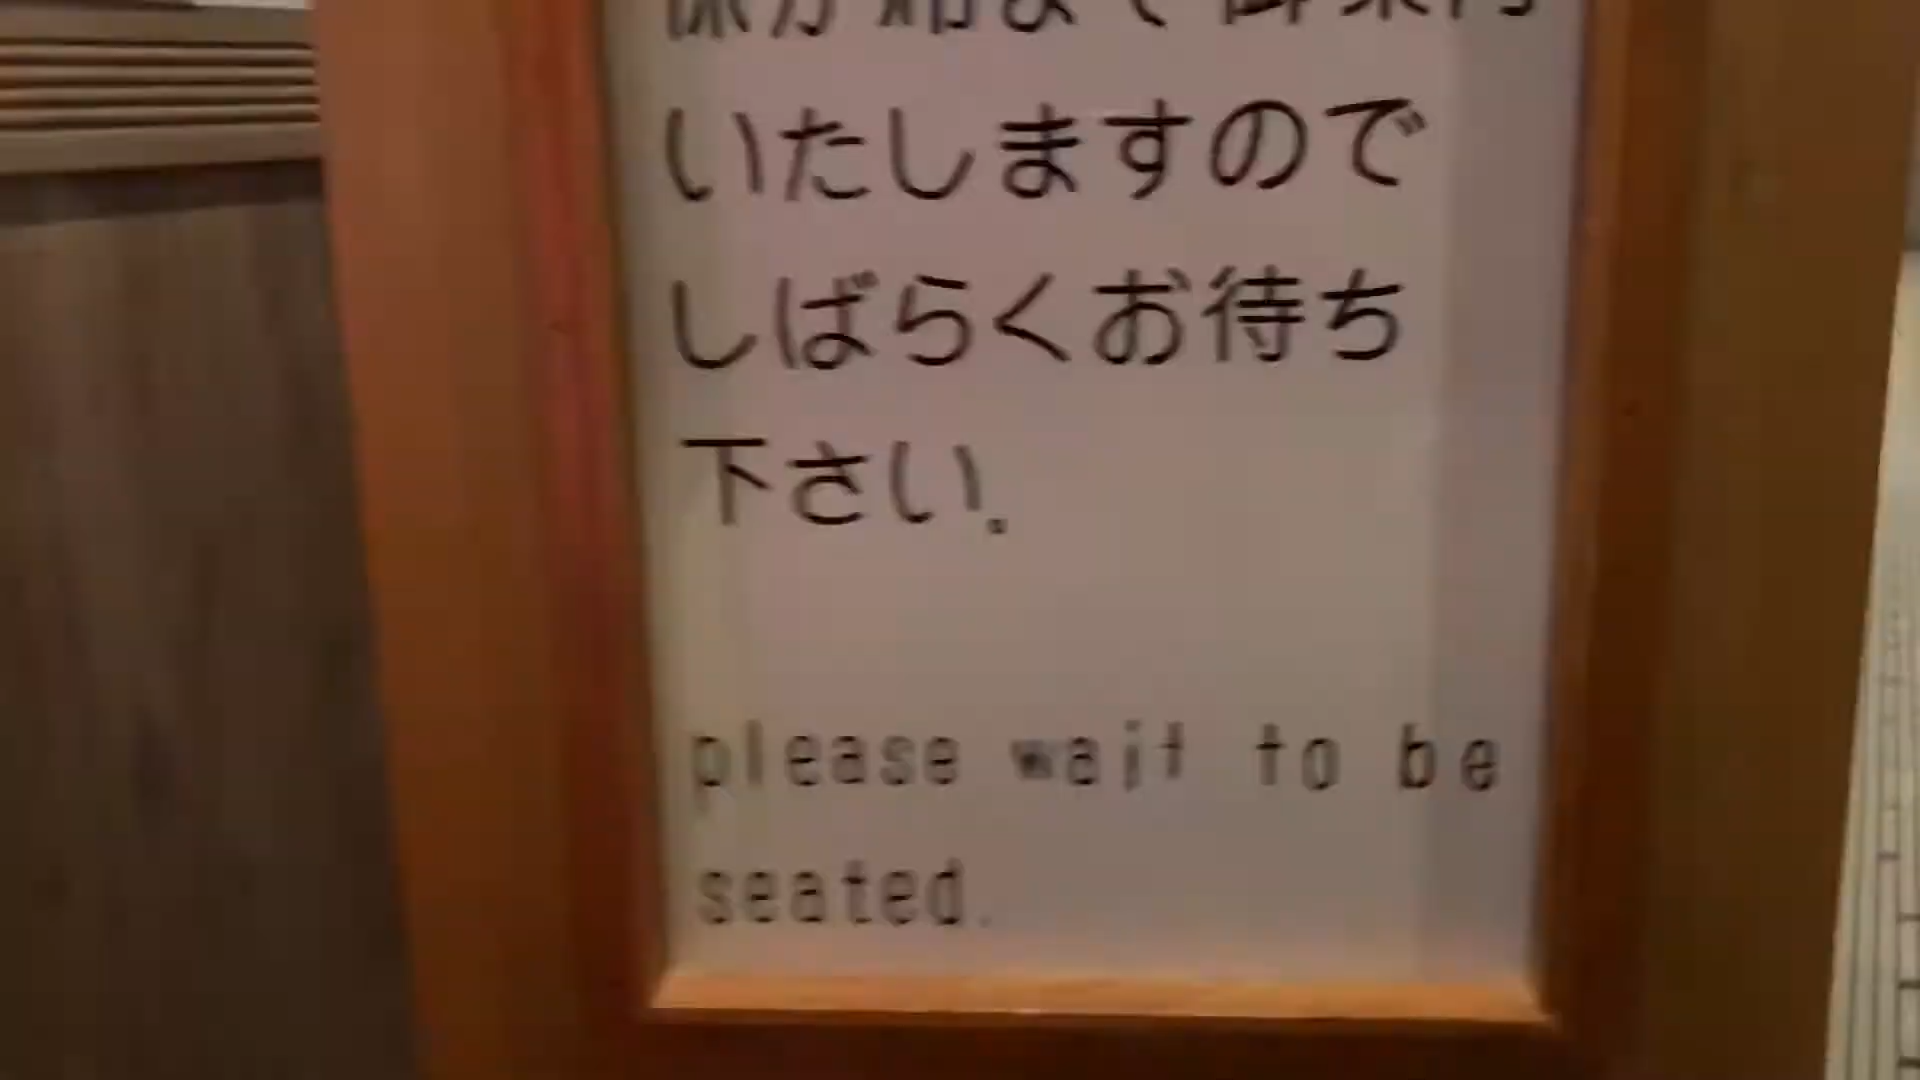 いたしますので
しばらくお待ち
下さい。
please wait to be
seated.